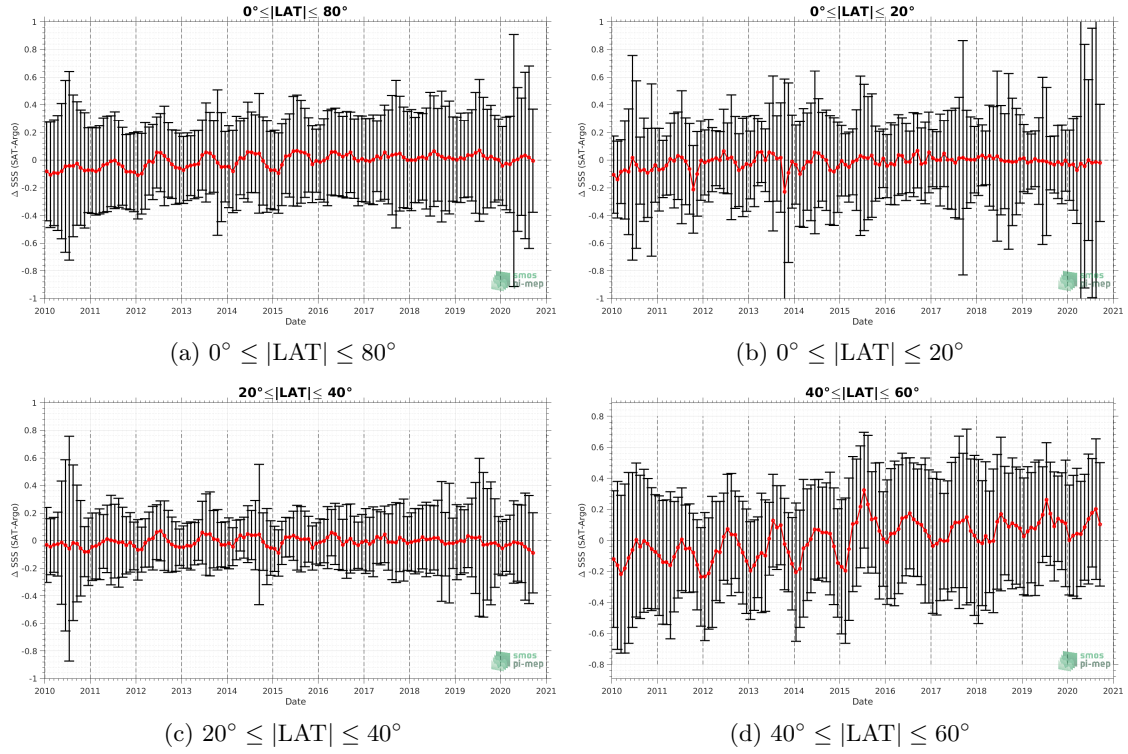 0°≤|LAT|≤ 80°
1
0.8
0.6
0.4
0.2
0
-0.2
-0.4
-0.6
-0.8
-1
Δ SSS (SAT-Argo)
smos
pi-mep
2010 2011 2012 2013 2014 2015 2016 2017 2018 2019 2020 2021
Date
(a) 0° ≤ |LAT| ≤ 80°
0°≤|LAT|≤ 20°
1
0.8
0.6
0.4
0.2
0
-0.2
-0.4
-0.6
-0.8
-1
Δ SSS (SAT-Argo)
smos
pi-mep
2010 2011 2012 2013 2014 2015 2016 2017 2018 2019 2020 2021
Date
(b) 0° ≤ |LAT| ≤ 20°
20°≤|LAT|≤ 40°
1
0.8
0.6
0.4
0.2
0
-0.2
-0.4
-0.6
-0.8
-1
Δ SSS (SAT-Argo)
smos
pi-mep
2010 2011 2012 2013 2014 2015 2016 2017 2018 2019 2020 2021
Date
(c) 20° ≤ |LAT| ≤ 40°
40°≤|LAT|≤ 60°
0.8
0.6
0.4
0.2
0
-0.2
-0.4
-0.6
-0.8
Δ SSS (SAT-Argo)
smos
pi-mep
2010 2011 2012 2013 2014 2015 2016 2017 2018 2019 2020 2021
Date
(d) 40° ≤ |LAT| ≤ 60°